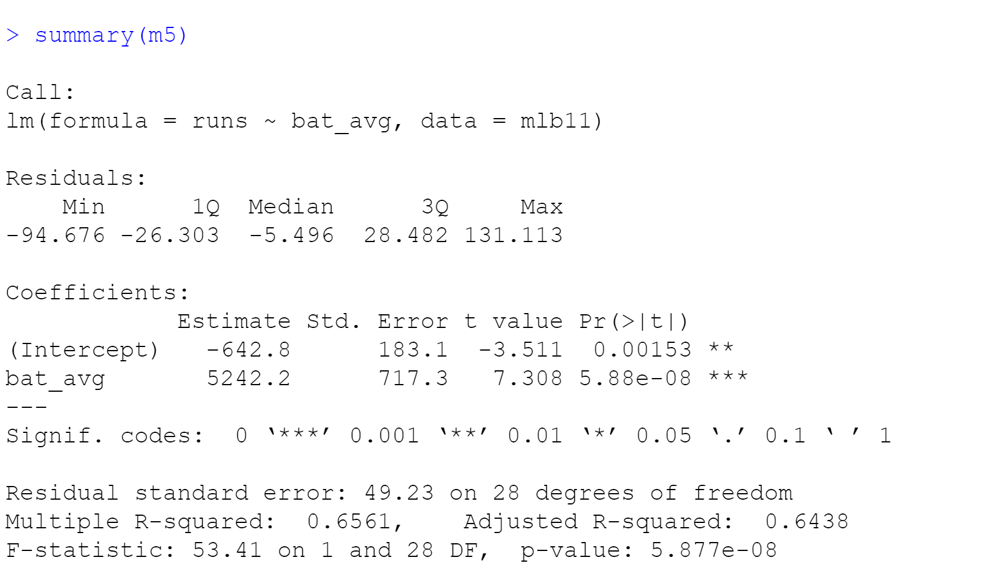 > summary(m5)
Call:
lm(formula = runs ~ bat_avg, data = mlb11)
Residuals:
    Min      1Q  Median      3Q     Max
-94.676 -26.303  -5.496  28.482 131.113
Coefficients:
            Estimate Std. Error t value Pr(>|t|)
(Intercept)   -642.8      183.1  -3.511  0.00153 **
bat_avg       5242.2      717.3   7.308 5.88e-08 ***
---
Signif. codes:  0 ‘***’ 0.001 ‘**’ 0.01 ‘*’ 0.05 ‘.’ 0.1 ‘ ’ 1
Residual standard error: 49.23 on 28 degrees of freedom
Multiple R-squared:  0.6561,    Adjusted R-squared:  0.6438
F-statistic: 53.41 on 1 and 28 DF,  p-value: 5.877e-08